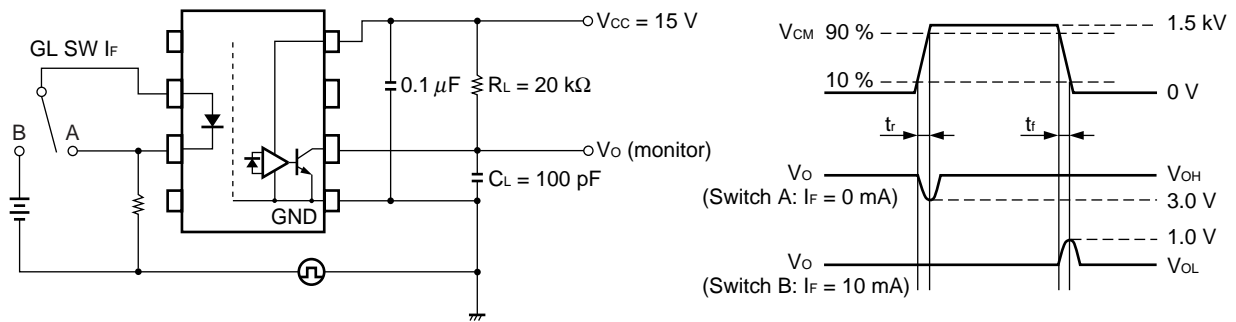 GL SW IF
B
A
GND
VCC = 15 V
0.1 μF
RL = 20 kΩ
VO (monitor)
CL = 100 pF
VCM
90 %
10 %
1.5 kV
0 V
tr
tf
VO
(Switch A: IF = 0 mA)
VOH
3.0 V
1.0 V
VO
(Switch B: IF = 10 mA)
VOL